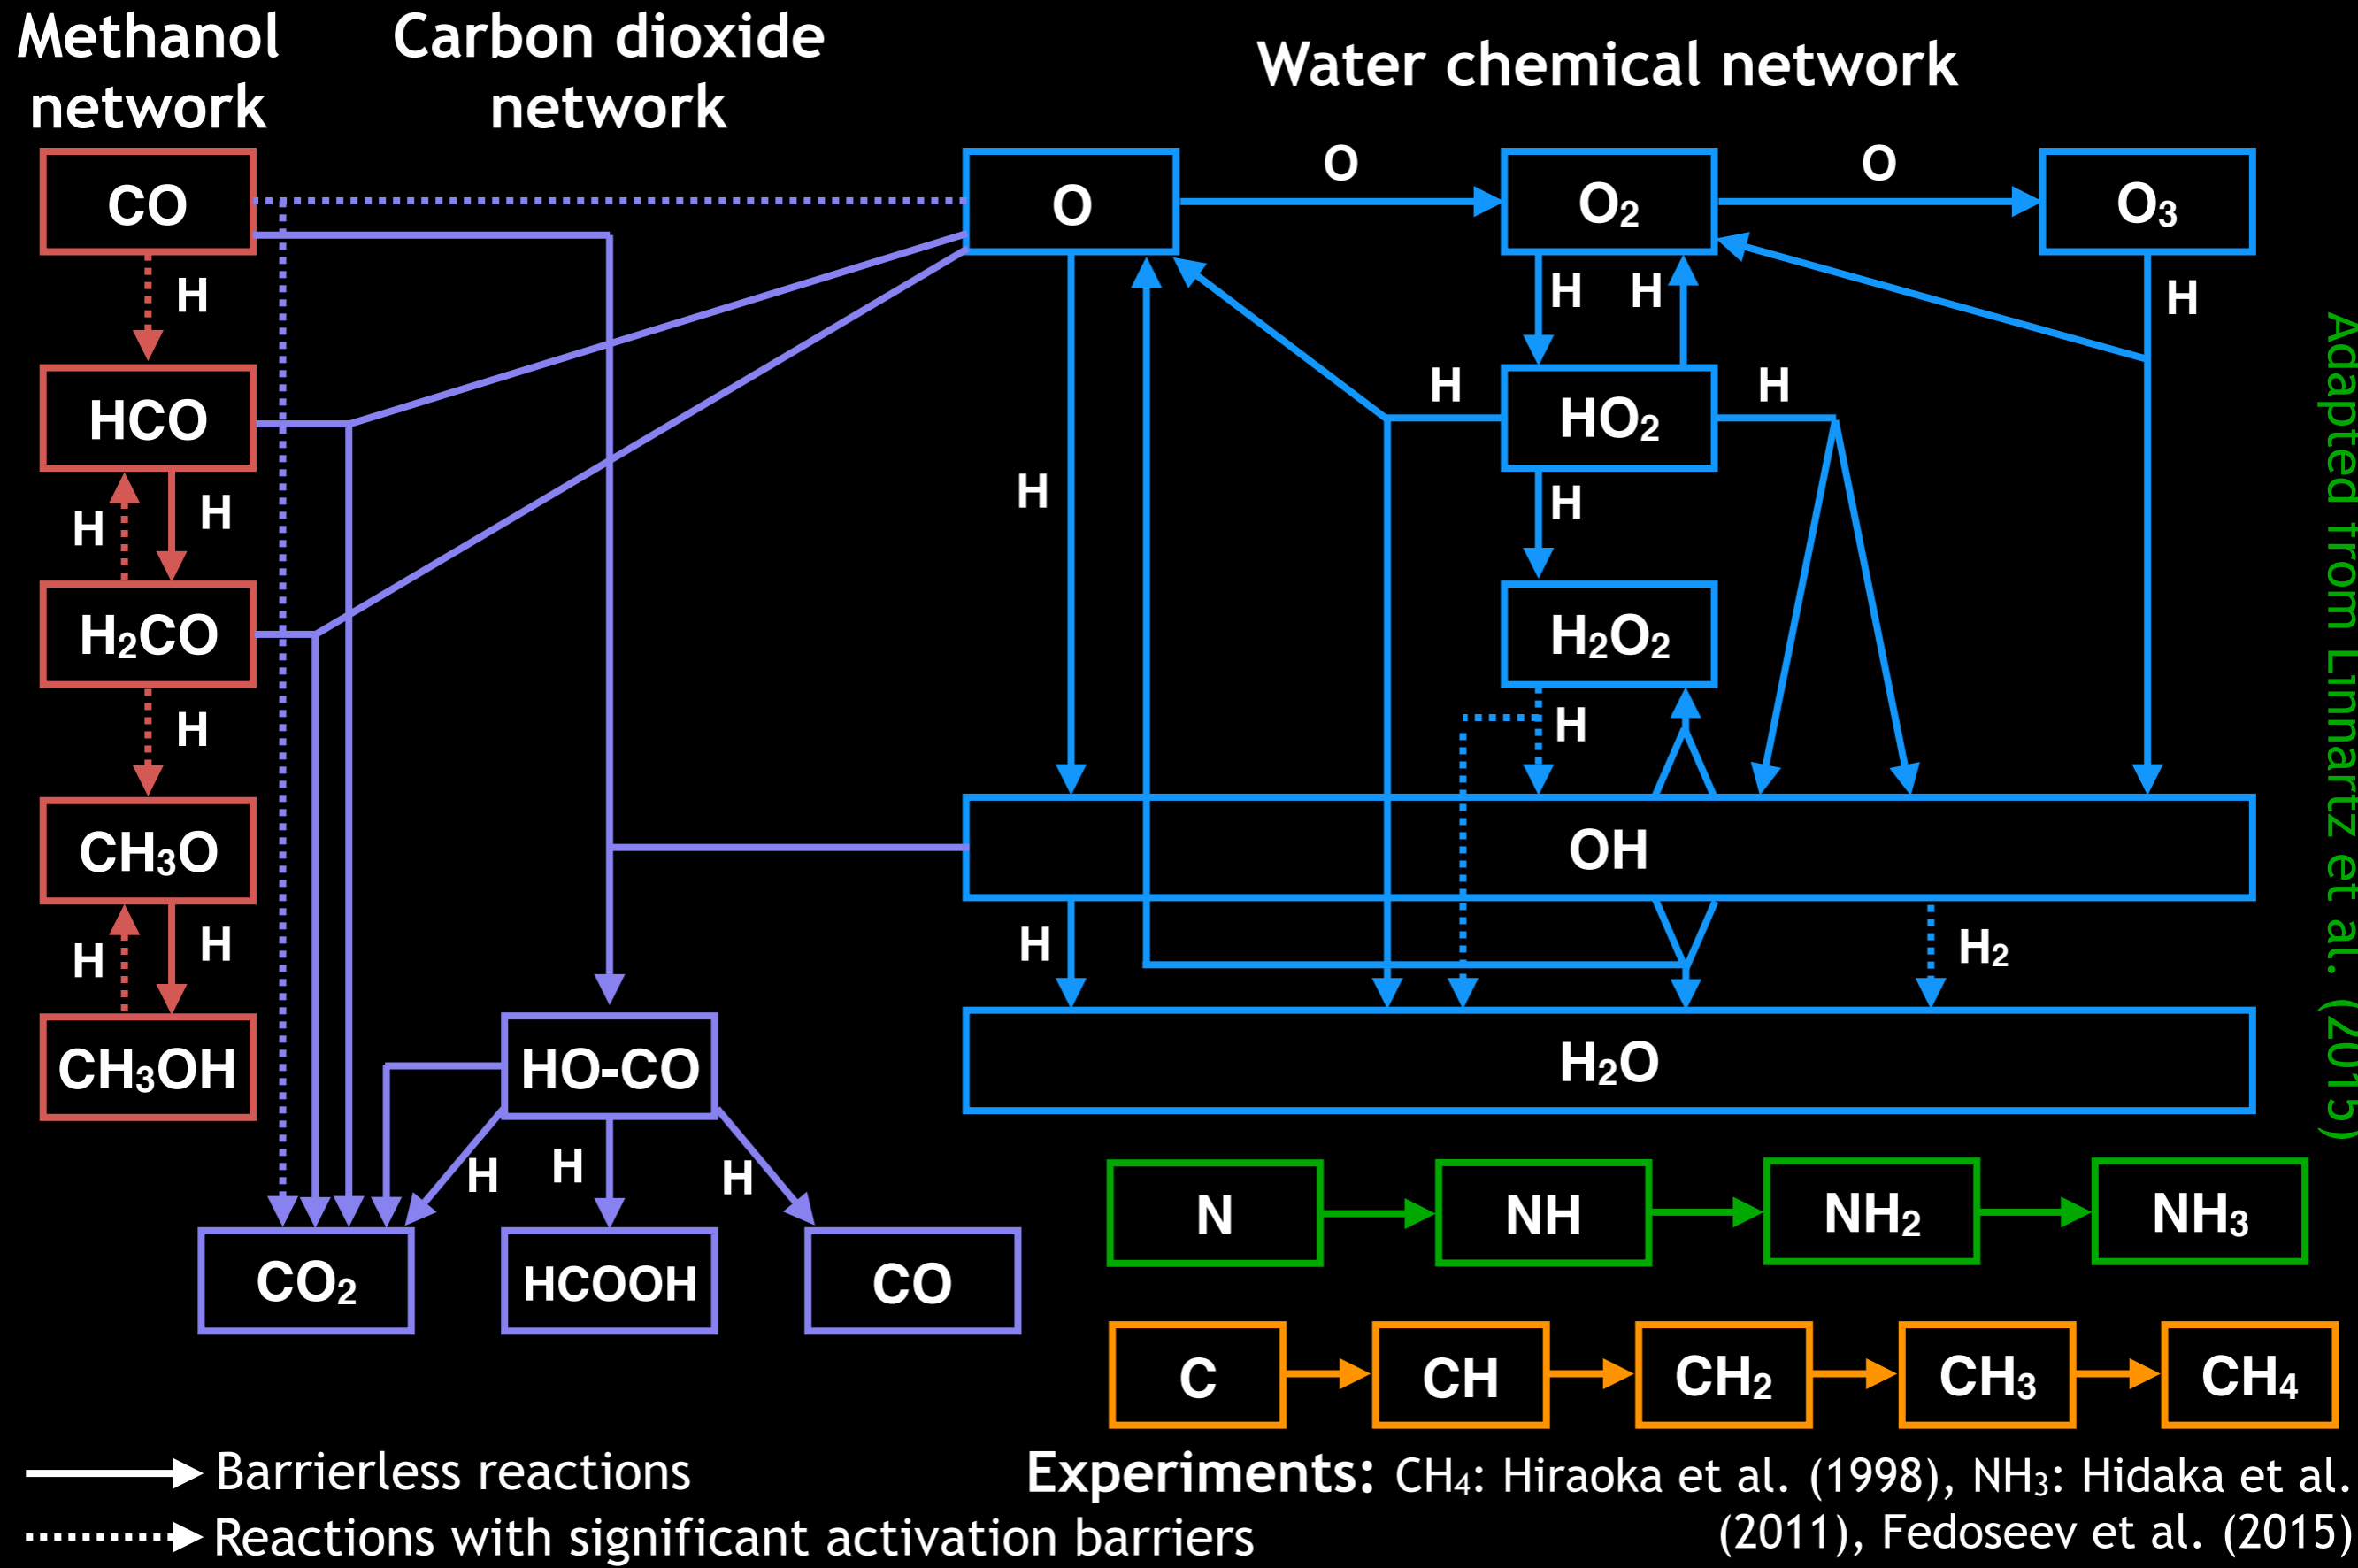 Methanol
network
Carbon dioxide
network
Water chemical network
CO
O
O
O₂
O
O₃
H
H
H
H
HCO
H
HO₂
H
H
H
H
H
H₂CO
H₂O₂
H
H
CH₃O
OH
H
H
H
H₂
CH₃OH
HO-CO
H₂O
H
H
H
CO₂
HCOOH
CO
N
NH
NH₂
NH₃
C
CH
CH₂
CH₃
CH₄
Adapted from Linnartz et al. (2015)
Barrierless reactions
Reactions with significant activation barriers
Experiments: CH₄: Hiraoka et al. (1998), NH₃: Hidaka et al.
(2011), Fedoseev et al. (2015)